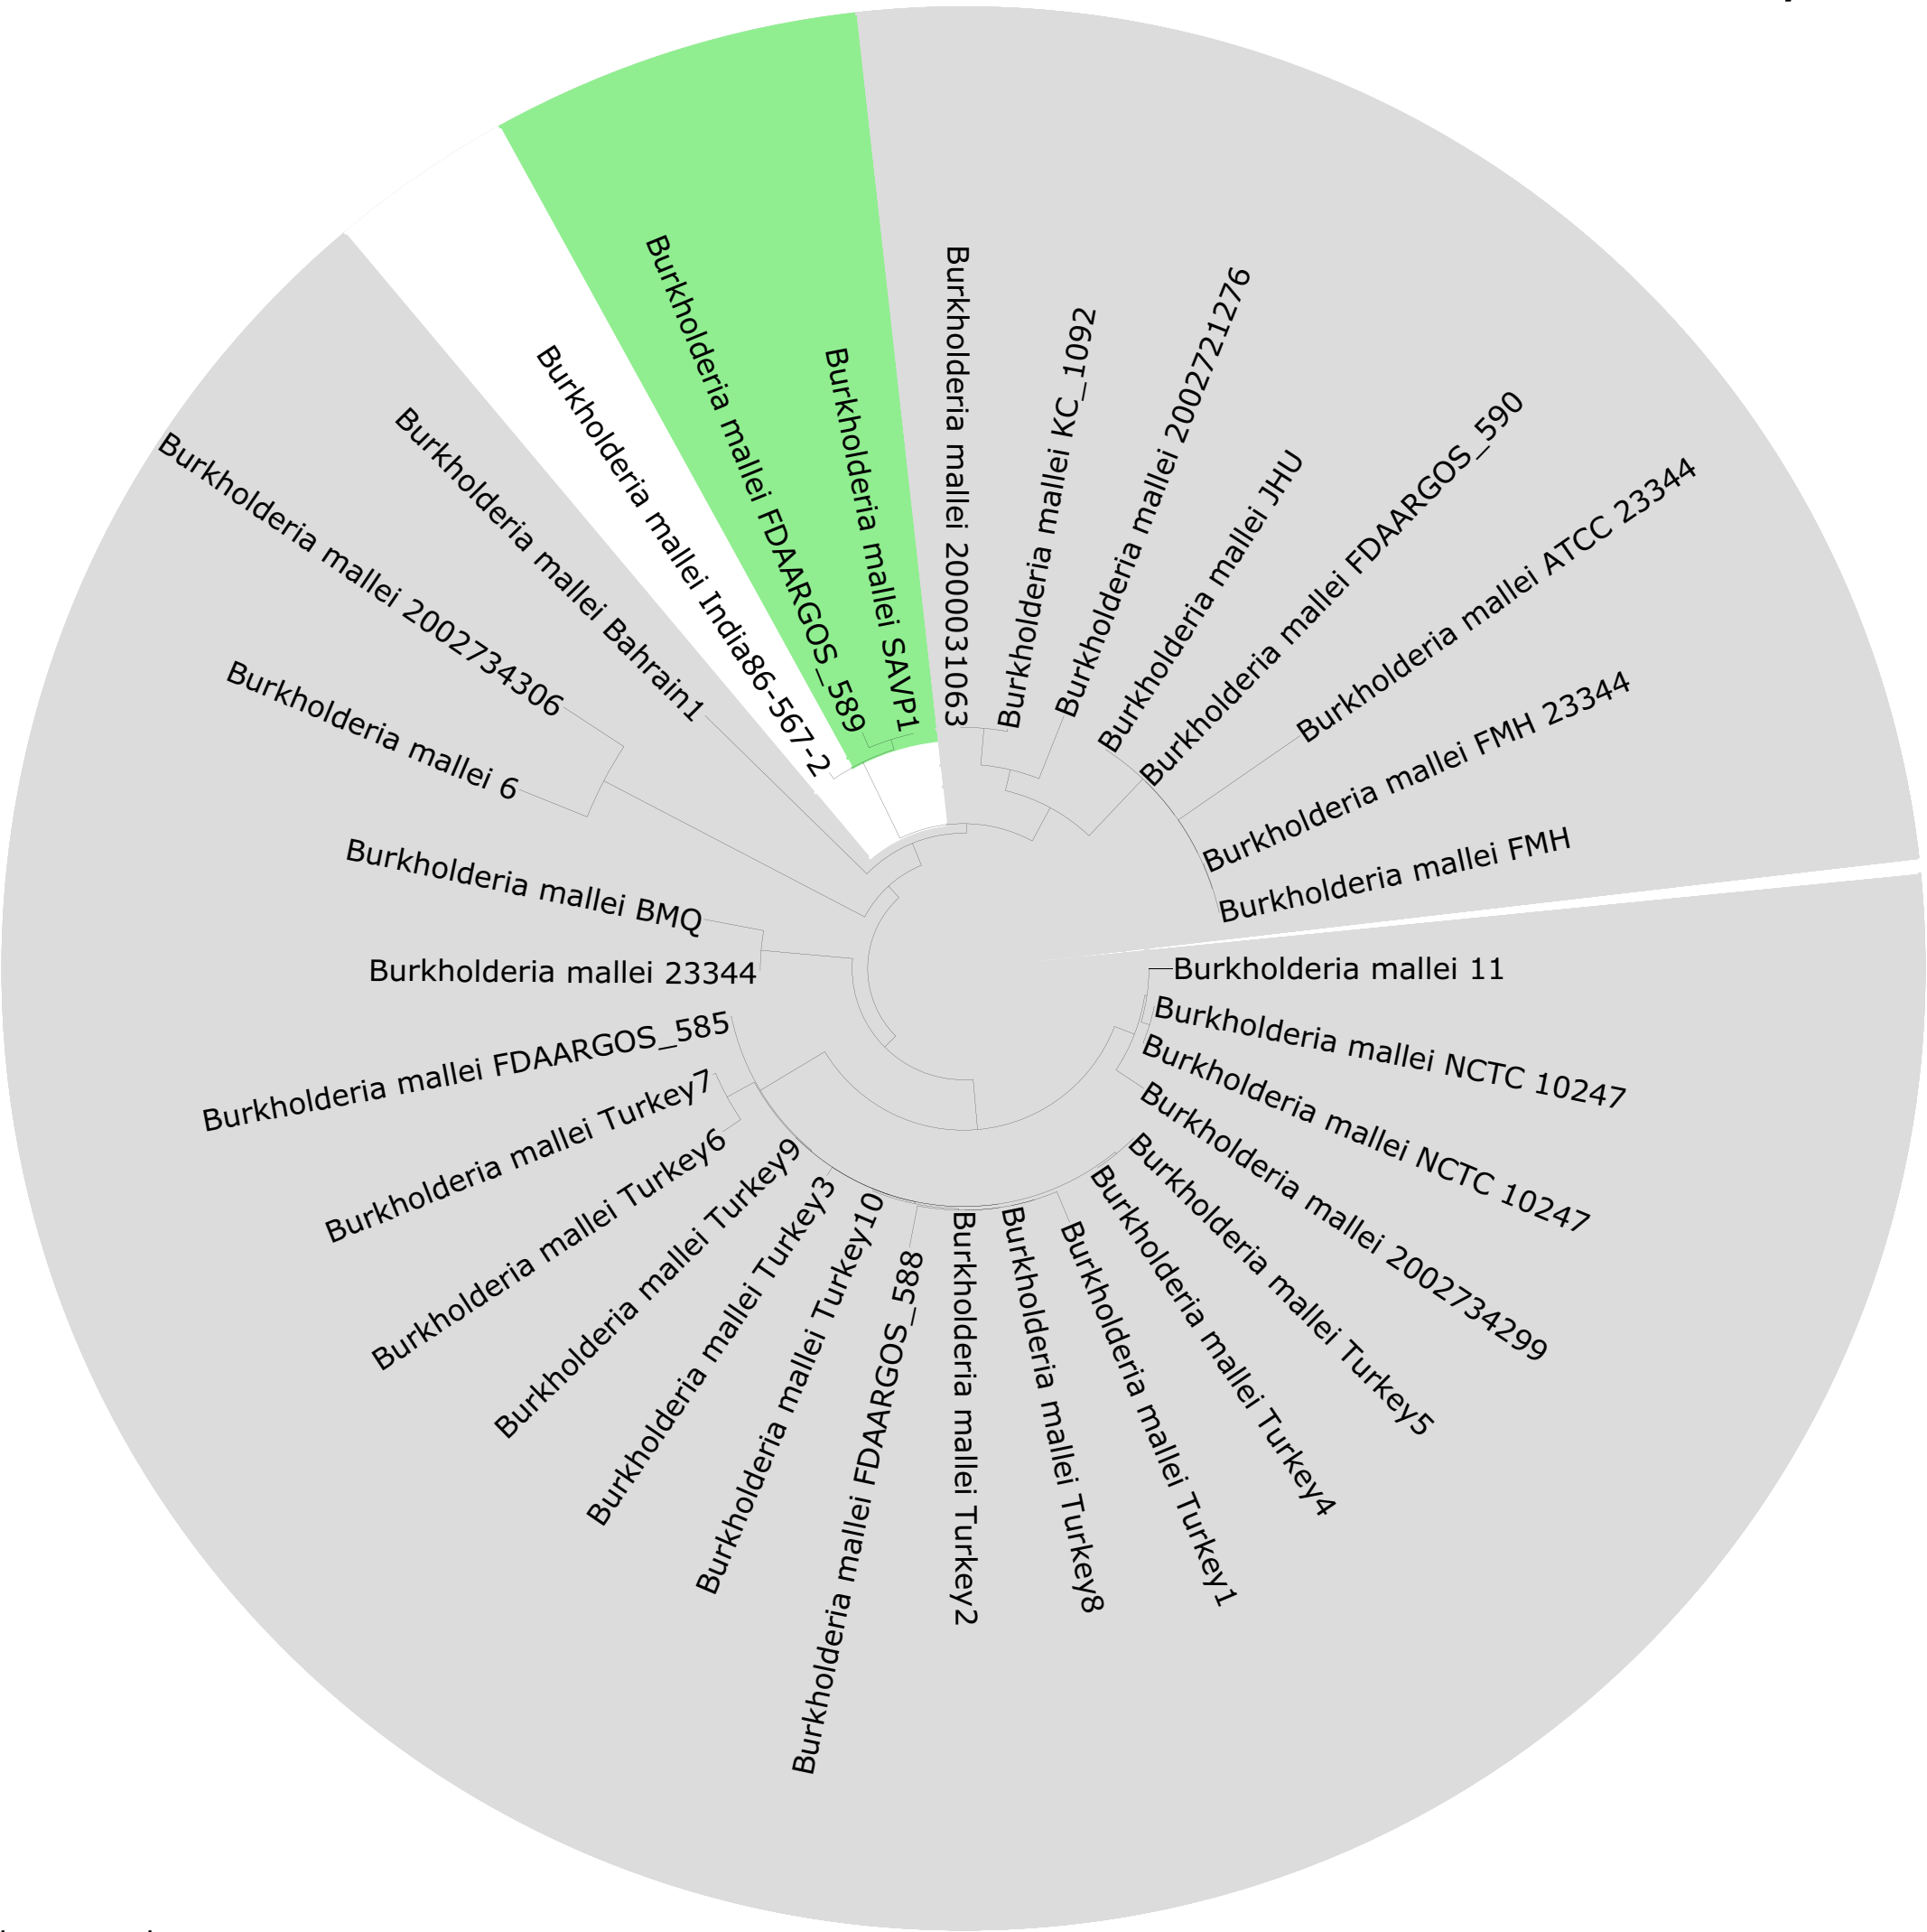 Burkholderia mallei 2000031063
Burkholderia mallei KC_1092
Burkholderia mallei 2002721276
Burkholderia mallei JHU
Burkholderia mallei FDAARGOS_590
Burkholderia mallei ATCC 23344
Burkholderia mallei FMH 23344
Burkholderia mallei FMH
Burkholderia mallei 11
Burkholderia mallei NCTC 10247
Burkholderia mallei NCTC 10247
Burkholderia mallei 2002734299
Burkholderia mallei Turkey5
Burkholderia mallei Turkey4
Burkholderia mallei Turkey1
Burkholderia mallei Turkey8
Burkholderia mallei Turkey2
Burkholderia mallei FDAARGOS_588
Burkholderia mallei Turkey10
Burkholderia mallei Turkey3
Burkholderia mallei Turkey9
Burkholderia mallei Turkey6
Burkholderia mallei Turkey7
Burkholderia mallei FDAARGOS_585
Burkholderia mallei 23344
Burkholderia mallei BMQ
Burkholderia mallei 6
Burkholderia mallei 2002734306
Burkholderia mallei Bahrain1
Burkholderia mallei India86-567-2
Burkholderia mallei FDAARGOS_589
Burkholderia mallei SAVP1